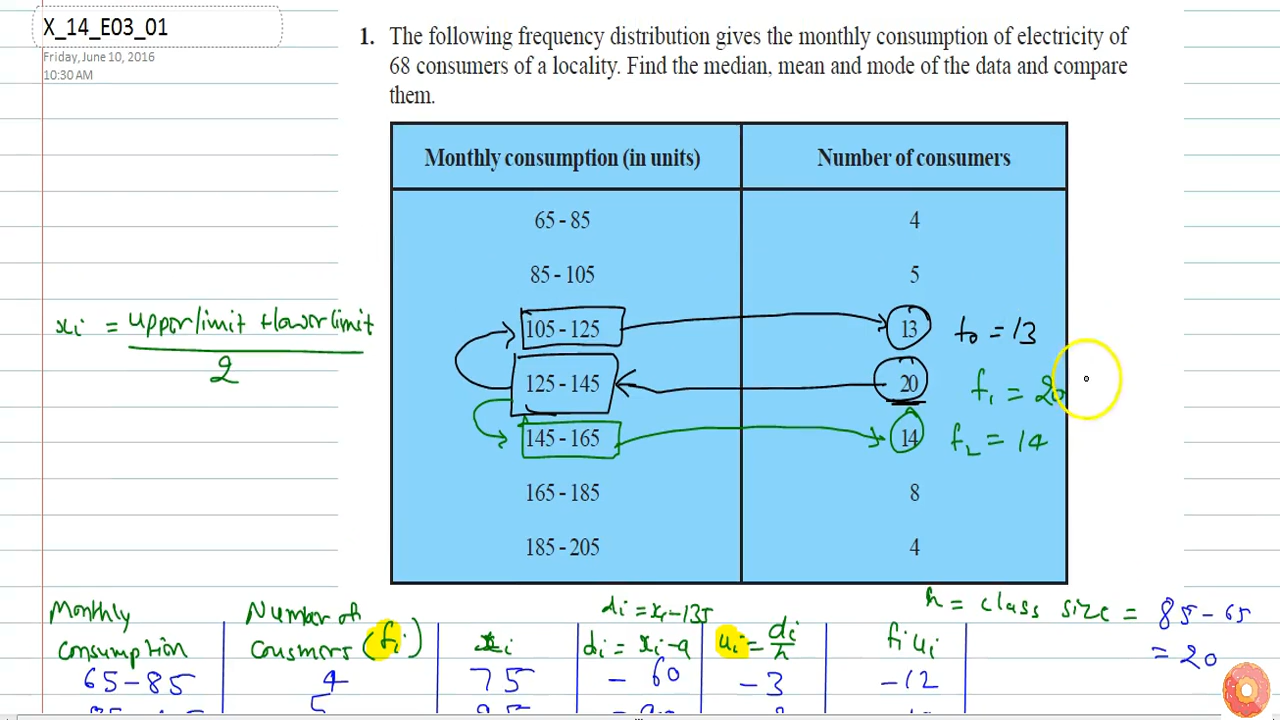 X_14_E03_01
Friday, June 10, 2016
10:30 AM
1. The following frequency distribution gives the monthly consumption of electricity of
68 consumers of a locality. Find the median, mean and mode of the data and compare
them.
Monthly consumption (in units) Number of consumers
65 - 85 4
85 - 105 5
105 - 125 13 f₀ = 13
xi = upper limit + lower limit / 2
125 - 145 20 f₁ = 20
145 - 165 14 f₂ = 14
165 - 185 8
185 - 205 4
h = class size = 85 - 65
= 20
Monthly Number of di = xi - 135
consumption Cousmers (fi) xi di = xi - a ui = di/h fiui
65 - 85 4 75 - 60 - 3 - 12